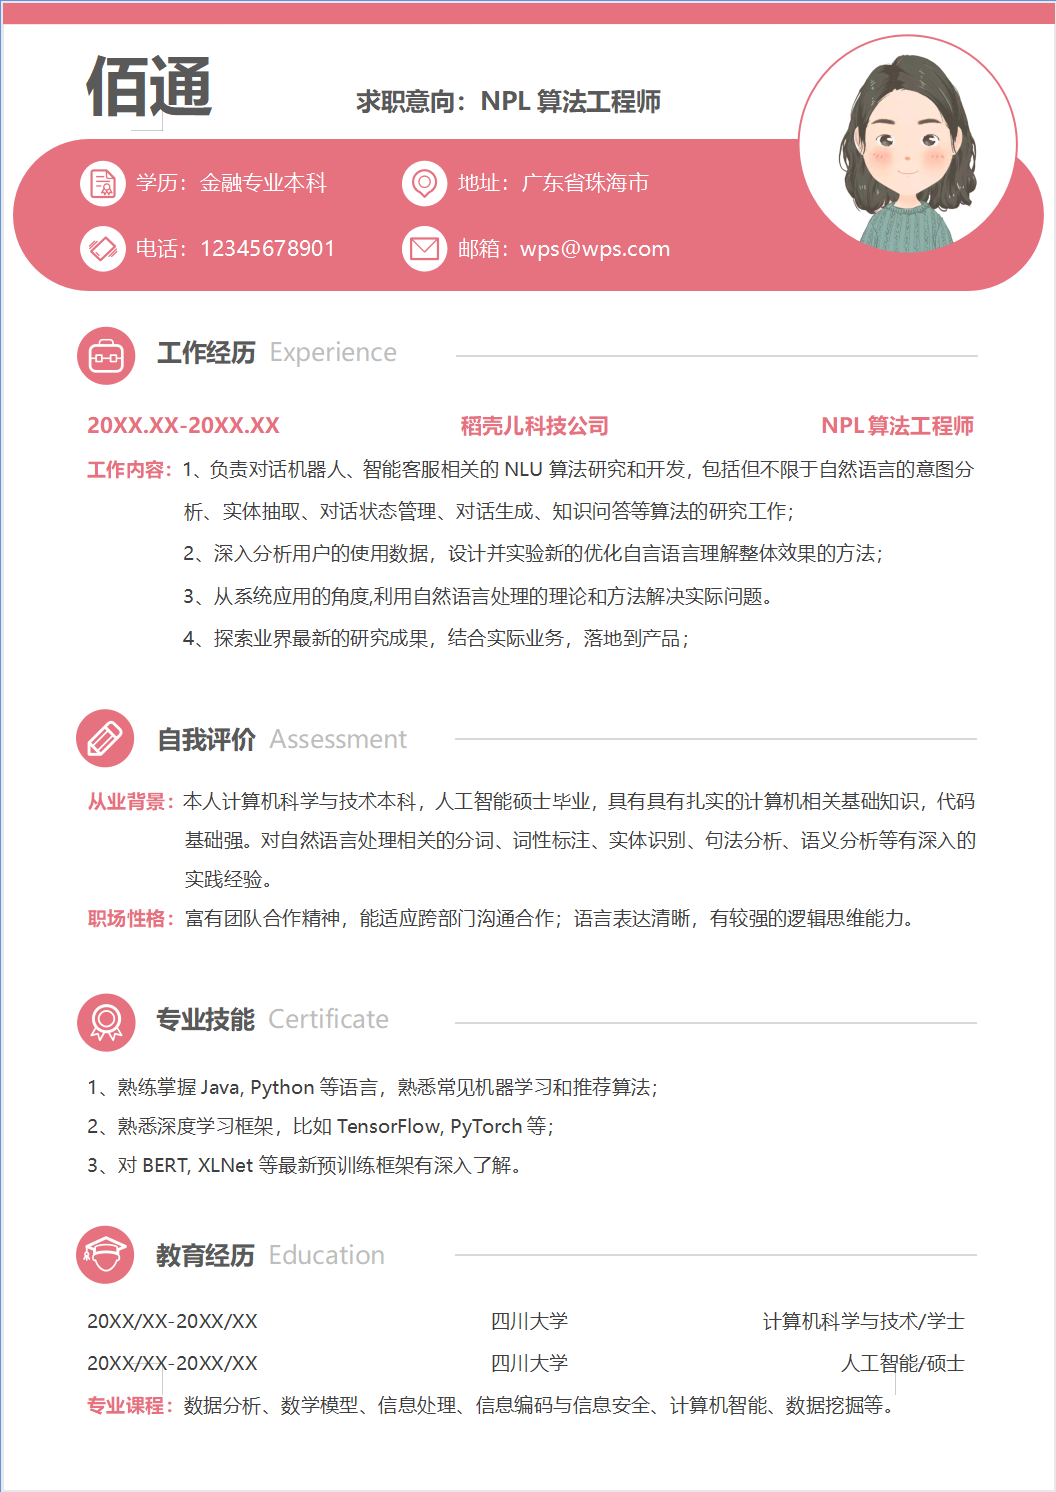 佰通
求职意向：NPL 算法工程师
学历：金融专业本科
地址：广东省珠海市
电话：12345678901
邮箱：wps@wps.com
工作经历 Experience
20XX.XX-20XX.XX 稻壳儿科技公司 NPL 算法工程师
工作内容：1、负责对话机器人、智能客服相关的 NLU 算法研究和开发，包括但不限于自然语言的意图分
析、实体抽取、对话状态管理、对话生成、知识问答等算法的研究工作；
2、深入分析用户的使用数据，设计并实验新的优化自言语言理解整体效果的方法；
3、从系统应用的角度,利用自然语言处理的理论和方法解决实际问题。
4、探索业界最新的研究成果，结合实际业务，落地到产品；
自我评价 Assessment
从业背景：本人计算机科学与技术本科，人工智能硕士毕业，具有具有扎实的计算机相关基础知识，代码
基础强。对自然语言处理相关的分词、词性标注、实体识别、句法分析、语义分析等有深入的
实践经验。
职场性格：富有团队合作精神，能适应跨部门沟通合作；语言表达清晰，有较强的逻辑思维能力。
专业技能 Certificate
1、熟练掌握 Java, Python 等语言，熟悉常见机器学习和推荐算法；
2、熟悉深度学习框架，比如 TensorFlow, PyTorch 等；
3、对 BERT, XLNet 等最新预训练框架有深入了解。
教育经历 Education
20XX/XX-20XX/XX 四川大学 计算机科学与技术/学士
20XX/XX-20XX/XX 四川大学 人工智能/硕士
专业课程：数据分析、数学模型、信息处理、信息编码与信息安全、计算机智能、数据挖掘等。